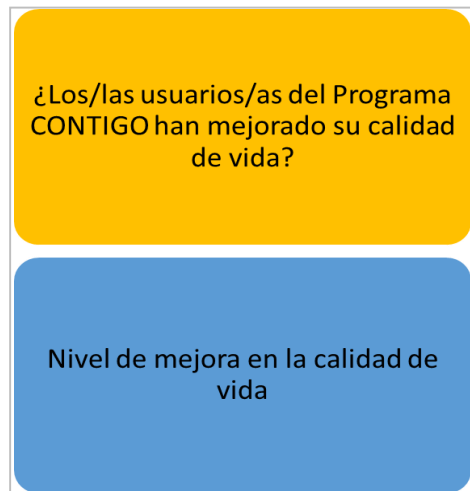 ¿Los/las usuarios/as del Programa
CONTIGO han mejorado su calidad
de vida?
Nivel de mejora en la calidad de
vida